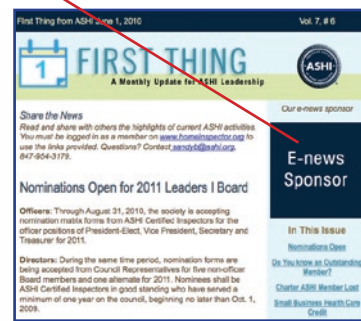 First Thing from ASHI June 1, 2010
Vol. 7, # 6
1
FIRST THING
A Monthly Update for ASHI Leadership
ASHI
Share the News
Read and share with others the highlights of current ASHI activities.
You must be logged in as a member on www.homeinspector.org to
use the links provided. Questions? Contact sandyb@ashi.org,
847-954-3179.
Nominations Open for 2011 Leaders I Board
Officers: Through August 31, 2010, the society is accepting
nomination matrix forms from ASHI Certified Inspectors for the
officer positions of President-Elect, Vice President, Secretary and
Treasurer for 2011.
Directors: During the same time period, nomination forms are
being accepted from Council Representatives for five non-officer
Board members and one alternate for 2011. Nominees shall be
ASHI Certified Inspectors in good standing who have served a
minimum of one year on the council, beginning no later than Oct. 1,
2009.
Our e-news sponsor
E-news
Sponsor
In This Issue
Nominations Open
Do You Know an Outstanding
Member?
Charter ASHI Member Lost
Small Business Health Care
Credit